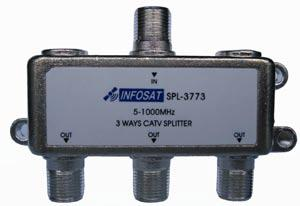 IN
INFOSAT SPL-3773
5-1000MHz
3 WAYS CATV SPLITTER
OUT OUT OUT